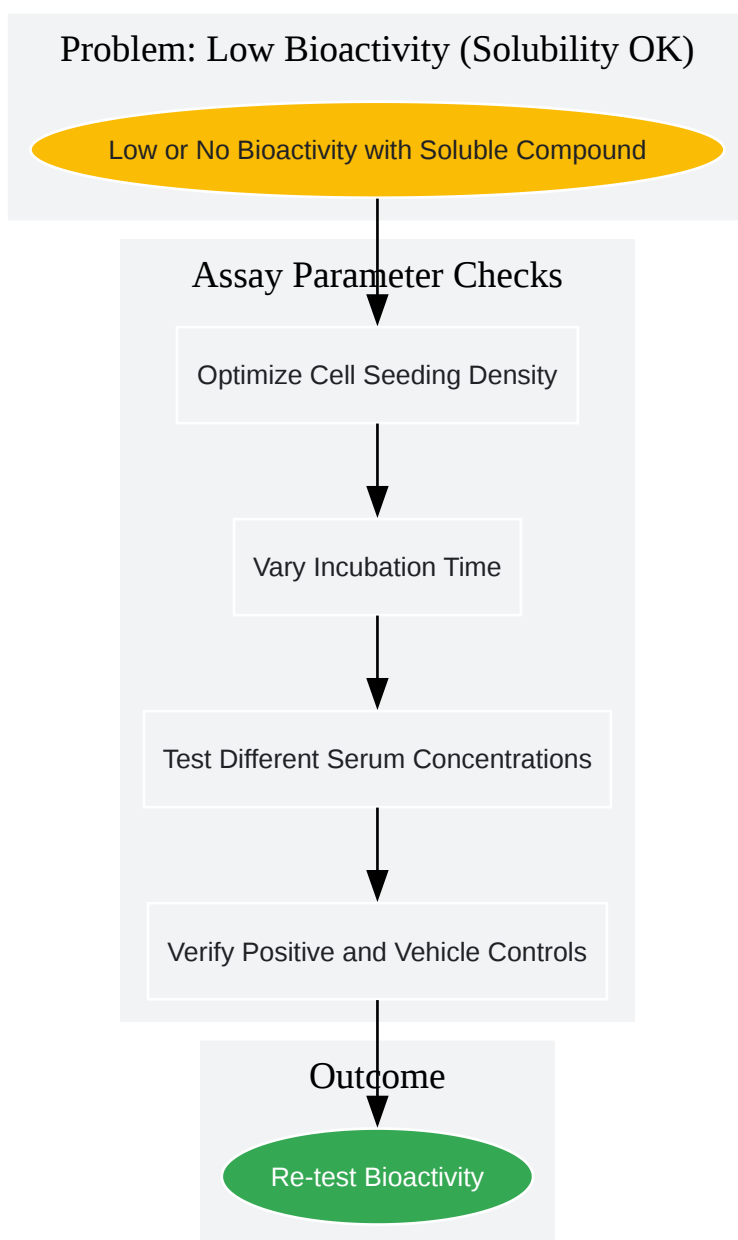 Problem: Low Bioactivity (Solubility OK)
Low or No Bioactivity with Soluble Compound
Assay Parameter Checks
Optimize Cell Seeding Density
Vary Incubation Time
Test Different Serum Concentrations
Verify Positive and Vehicle Controls
Outcome
Re-test Bioactivity